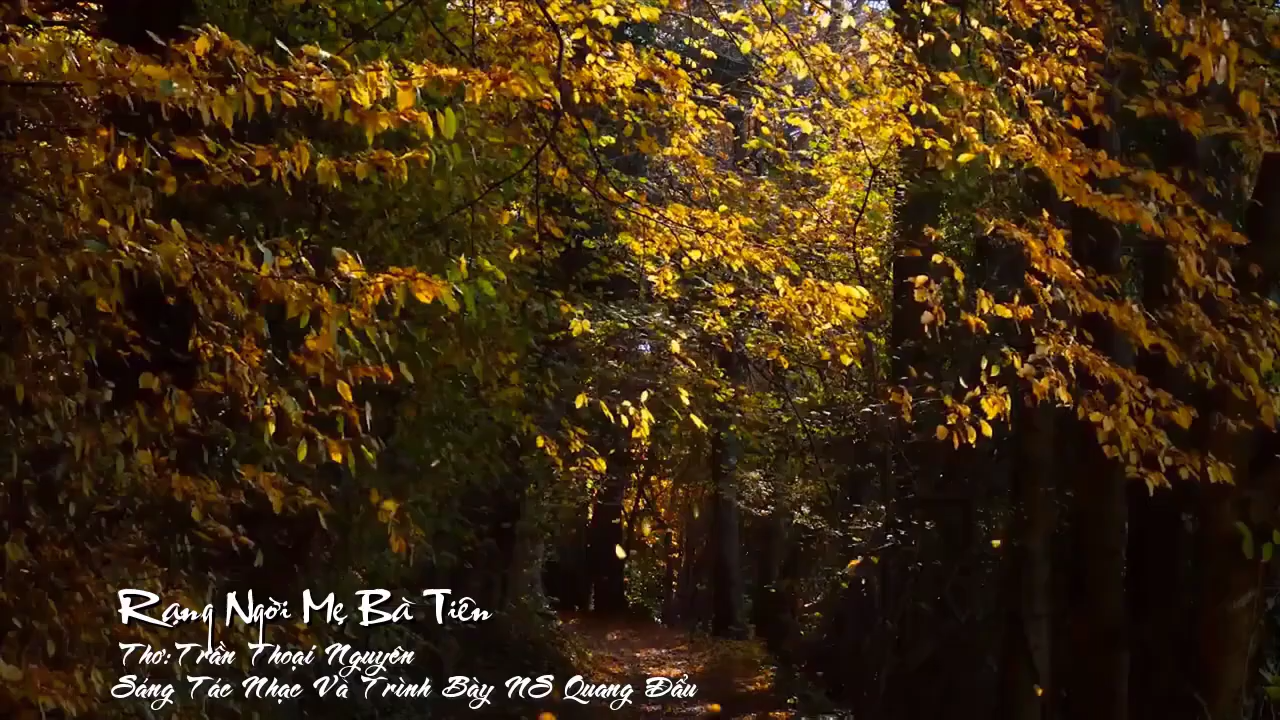 Rạng Ngời Mẹ Bà Tiên
Thơ: Trần Thoại Nguyên
Sáng Tác Nhạc Và Trình Bày NS Quang Đẩu